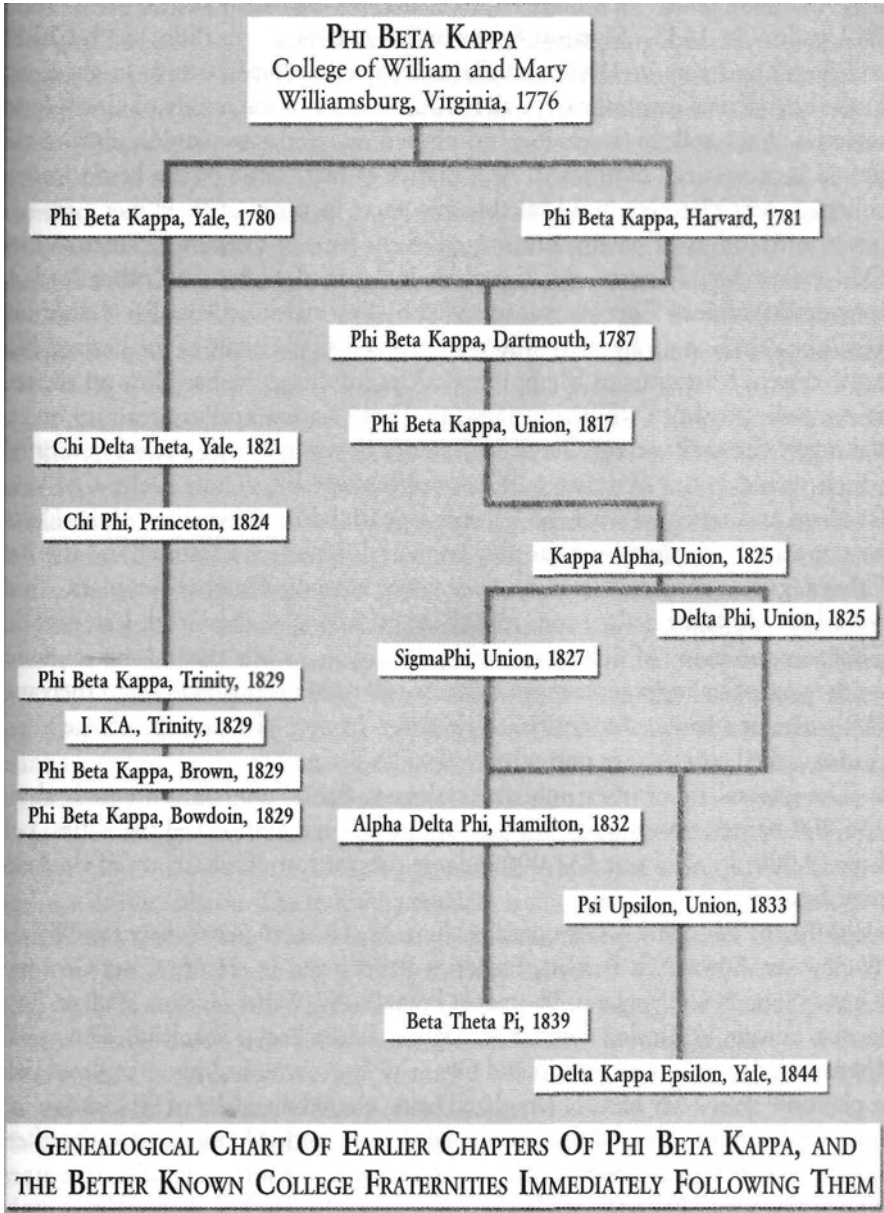 PHI BETA KAPPA
College of William and Mary
Williamsburg, Virginia, 1776
Phi Beta Kappa, Yale, 1780
Phi Beta Kappa, Harvard, 1781
Phi Beta Kappa, Dartmouth, 1787
Phi Beta Kappa, Union, 1817
Chi Delta Theta, Yale, 1821
Chi Phi, Princeton, 1824
Kappa Alpha, Union, 1825
Delta Phi, Union, 1825
SigmaPhi, Union, 1827
Phi Beta Kappa, Trinity, 1829
I. K.A., Trinity, 1829
Phi Beta Kappa, Brown, 1829
Phi Beta Kappa, Bowdoin, 1829
Alpha Delta Phi, Hamilton, 1832
Psi Upsilon, Union, 1833
Beta Theta Pi, 1839
Delta Kappa Epsilon, Yale, 1844
GENEALOGICAL CHART OF EARLIER CHAPTERS OF PHI BETA KAPPA, AND
THE BETTER KNOWN COLLEGE FRATERNITIES IMMEDIATELY FOLLOWING THEM